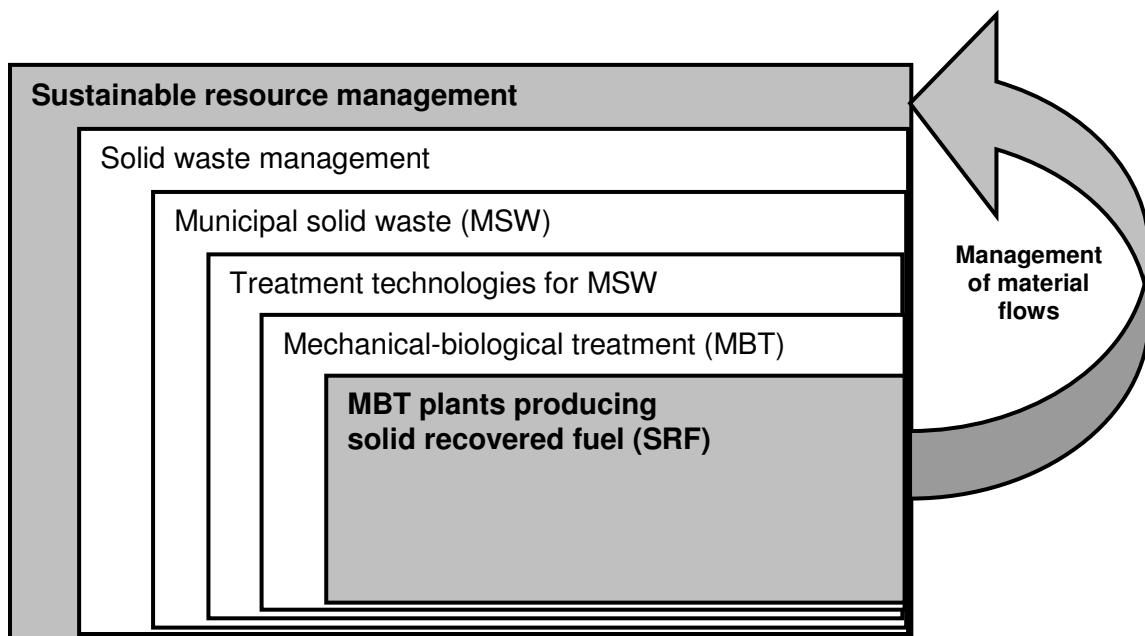 Sustainable resource management
Solid waste management
Municipal solid waste (MSW)
Treatment technologies for MSW
Mechanical-biological treatment (MBT)
MBT plants producing
solid recovered fuel (SRF)
Management
of material
flows